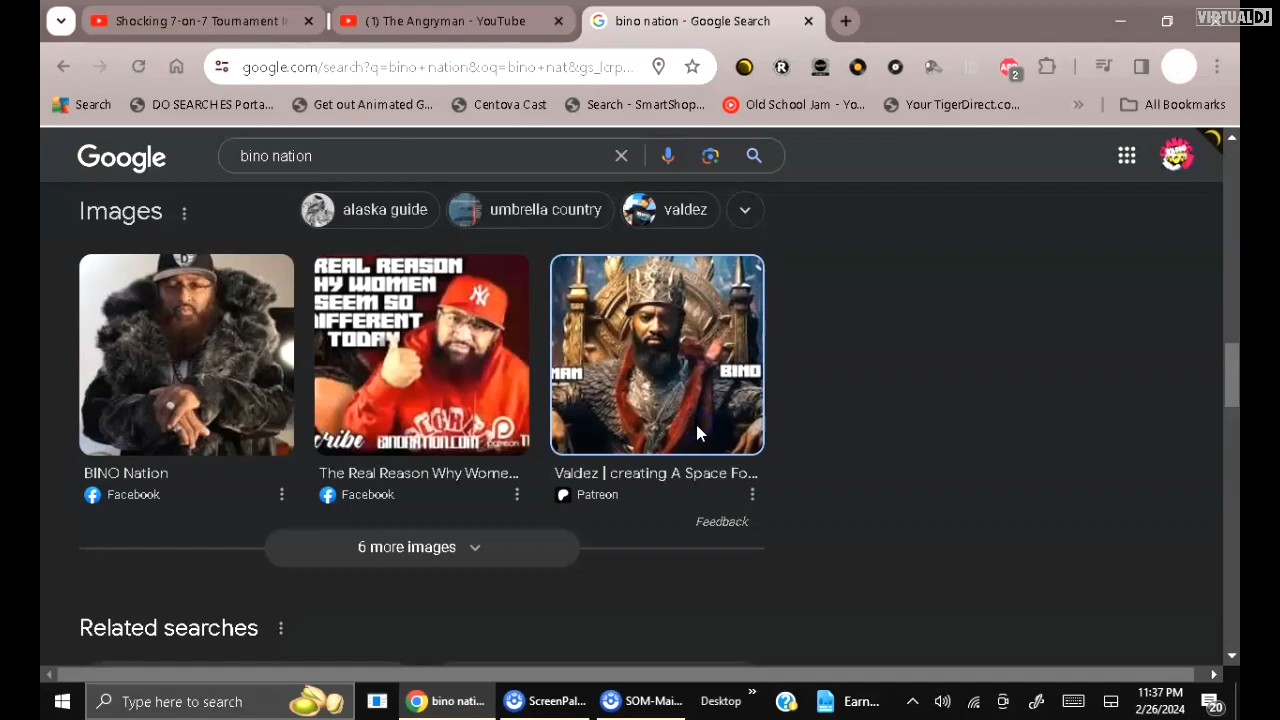 VIRTUALDJ
Shocking 7-on-7 Tournament
(1) The Angryman - YouTube
bino nation - Google Search
google.com/search?q=bino+nation&oq=bino+nat&gs_lcrp...
2
Search
DO SEARCHES Porta...
Get out Animated G...
Centova Cast
Search - SmartShop...
Old School Jam - Yo...
Your TigerDirect.co...
All Bookmarks
Google
bino nation
Images
alaska guide
umbrella country
valdez
REAL REASON
HY WOMEN
SEEM SO
IFFERENT
TODAY
cribe BINONATION.COM
MAN
BINO
BINO Nation
The Real Reason Why Wome...
Valdez | creating A Space Fo...
Facebook
Facebook
Patreon
Feedback
6 more images
Related searches
Type here to search
bino nati...
ScreenPal...
SOM-Mai...
Desktop
Earn...
11:37 PM
2/26/2024
20